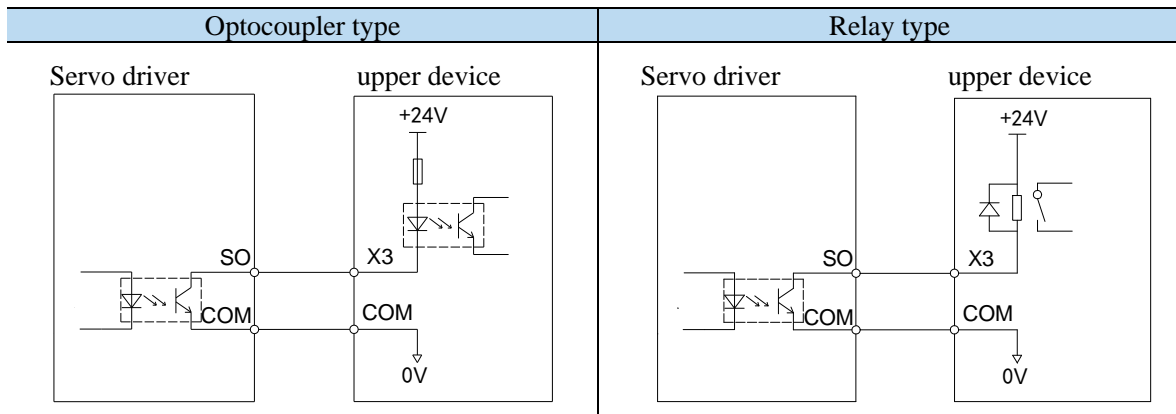 Optocoupler type
Relay type
Servo driver
upper device
+24V
SO
X3
COM
COM
0V
Servo driver
upper device
+24V
SO
X3
COM
COM
0V